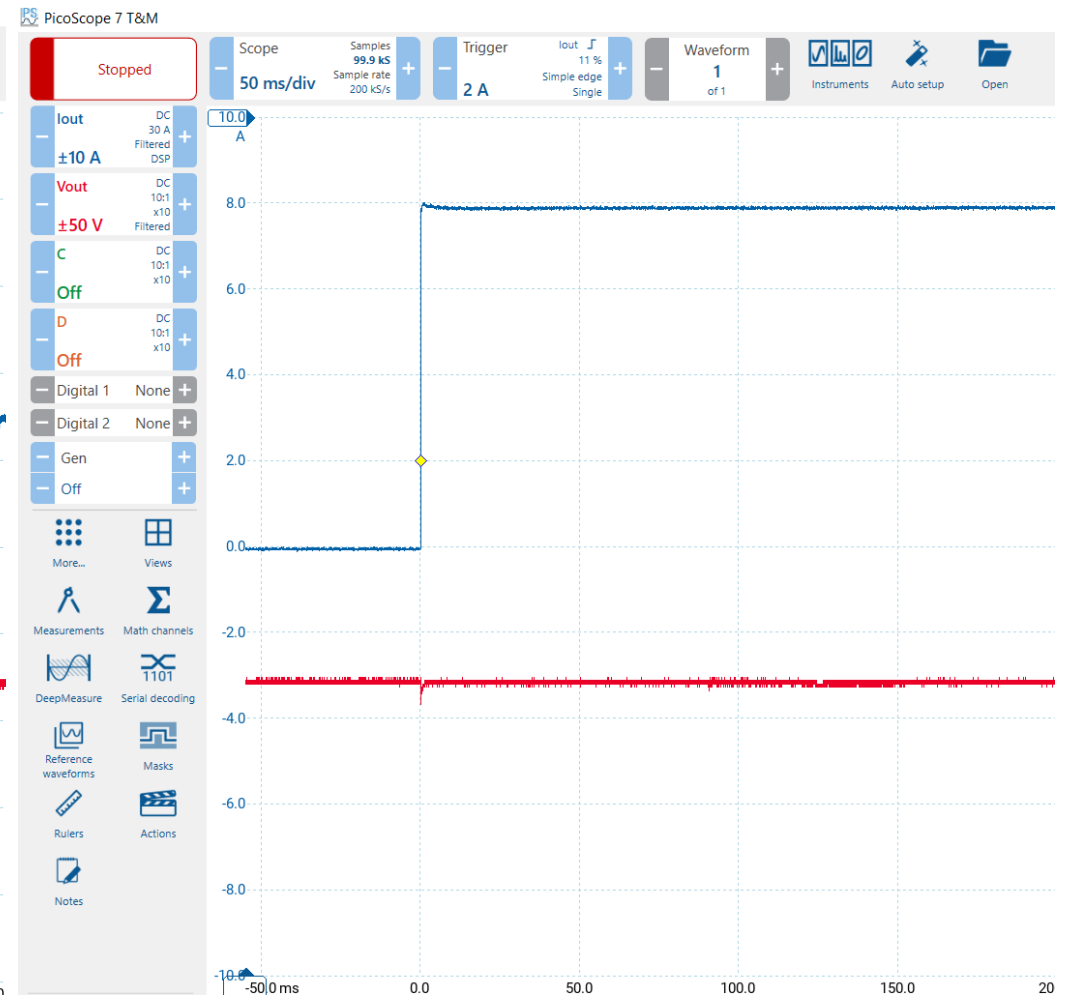 PicoScope 7 T&M
Stopped
Scope
50 ms/div
Samples
99.9 kS
Sample rate
200 kS/s
Trigger
2 A
Iout
11 %
Simple edge
Single
Waveform
1
of 1
Instruments
Auto setup
Open
Iout
±10 A
DC
30 A
Filtered
DSP
Vout
±50 V
DC
10:1
x10
Filtered
C
Off
DC
10:1
x10
D
Off
DC
10:1
x10
Digital 1 None
Digital 2 None
Gen
Off
More...
Views
Measurements
Math channels
DeepMeasure
1101
Serial decoding
Reference
waveforms
Masks
Rulers
Actions
Notes
10.0
A
8.0
6.0
4.0
2.0
0.0
-2.0
-4.0
-6.0
-8.0
-10.0
-50.0 ms 0.0 50.0 100.0 150.0 20